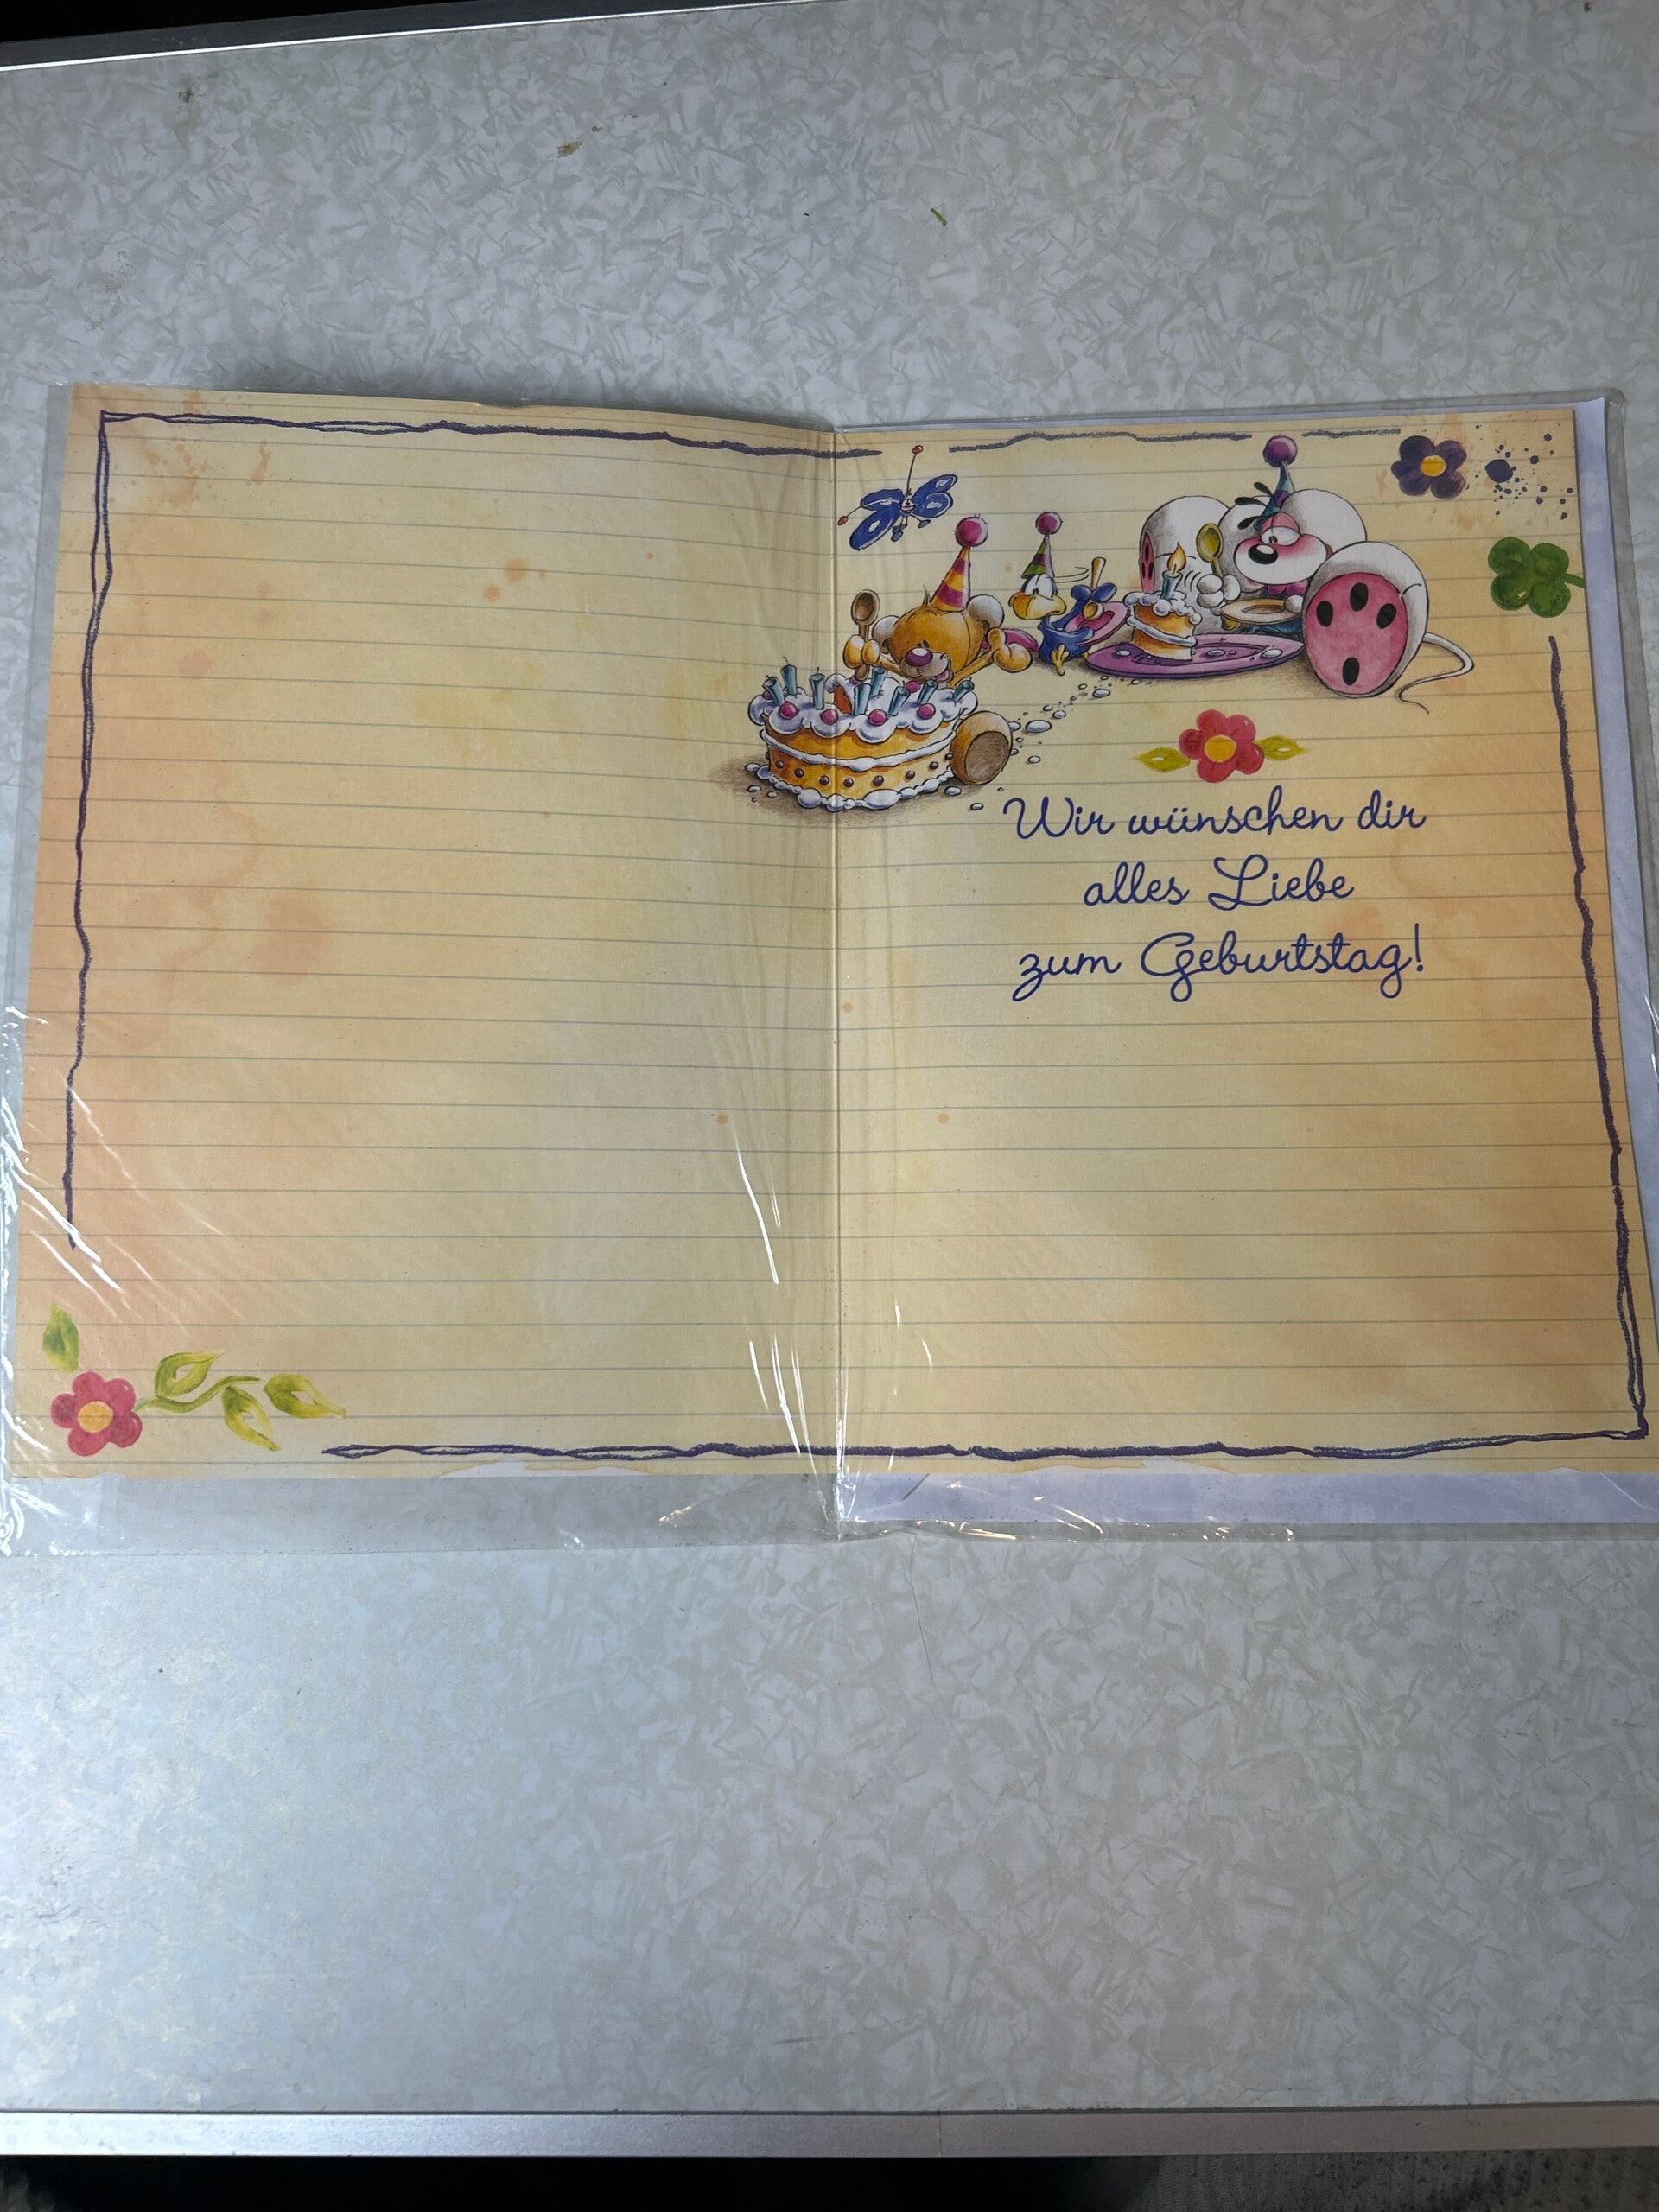 Wir wünschen dir
alles Liebe
zum Geburtstag!